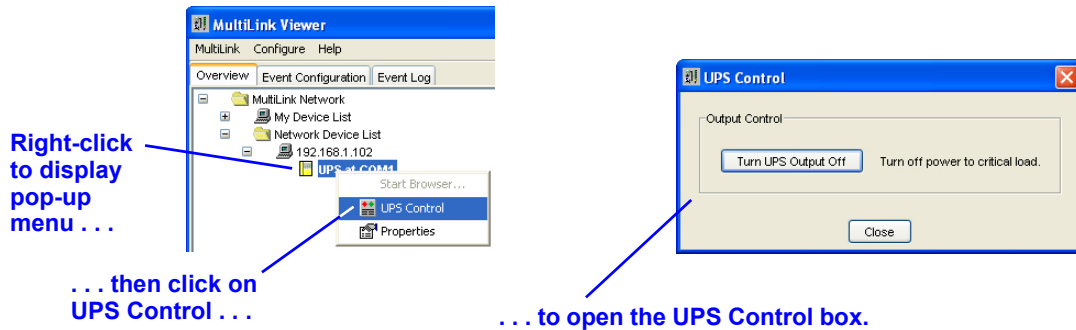 MultiLink Viewer
MultiLink Configure Help
Overview Event Configuration Event Log
MultiLink Network
My Device List
Network Device List
192.168.1.102
UPS at COM1
Start Browser...
UPS Control
Properties
Right-click
to display
pop-up
menu . . .
. . . then click on
UPS Control . . .
UPS Control
Output Control
Turn UPS Output Off Turn off power to critical load.
Close
. . . to open the UPS Control box.